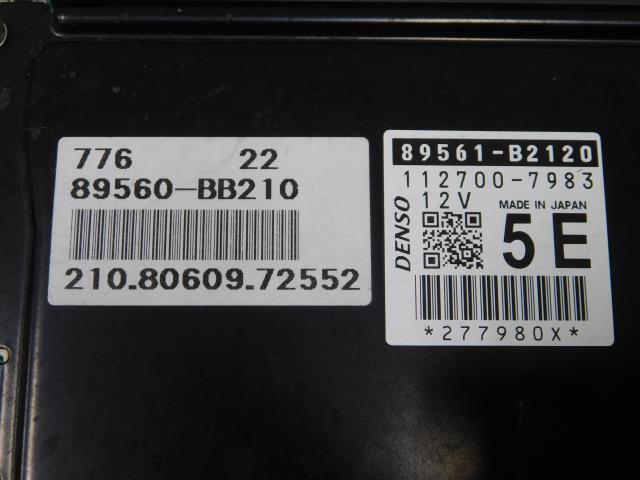 776 22
89560-BB210
210.80609.72552
89561-B2120
112700-7983
DENSO
12V
MADE IN JAPAN
5E
*277980X*